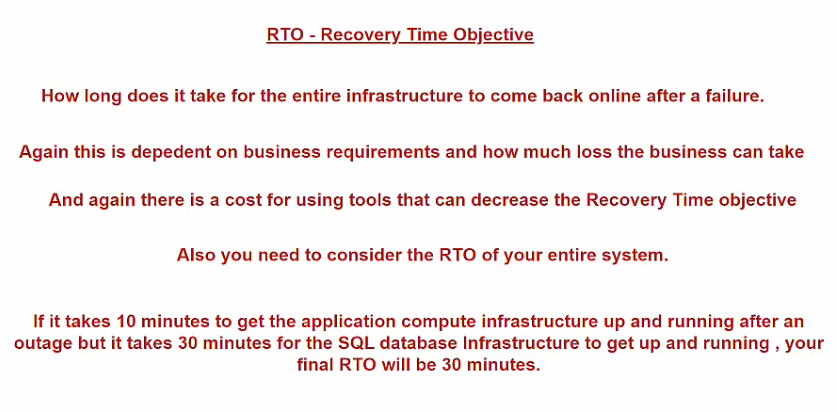 RTO - Recovery Time Objective
How long does it take for the entire infrastructure to come back online after a failure.
Again this is depedent on business requirements and how much loss the business can take
And again there is a cost for using tools that can decrease the Recovery Time objective
Also you need to consider the RTO of your entire system.
If it takes 10 minutes to get the application compute infrastructure up and running after an
outage but it takes 30 minutes for the SQL database Infrastructure to get up and running , your
final RTO will be 30 minutes.